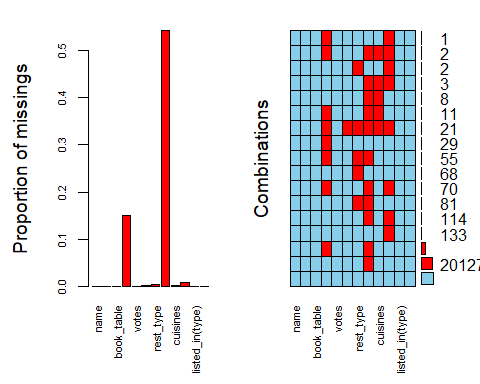 Proportion of missings
0.0
0.1
0.2
0.3
0.4
0.5
name
book_table
votes
rest_type
cuisines
listed_in(type)
Combinations
name
book_table
votes
rest_type
cuisines
listed_in(type)
1
2
2
3
8
11
21
29
55
68
70
81
114
133
20127